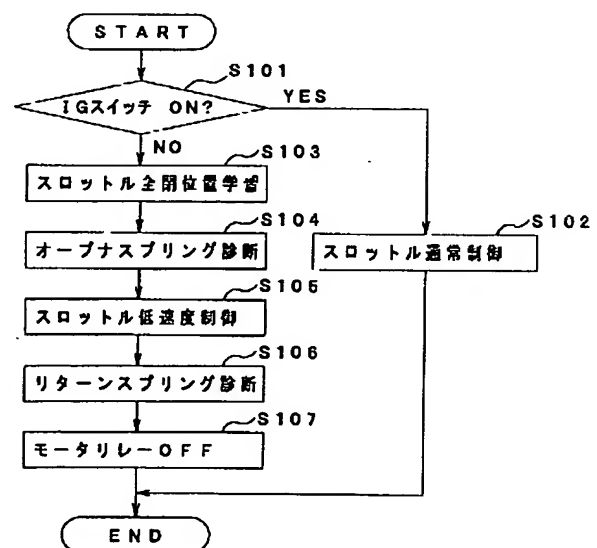 START
S101
IGスイッチ ON?
YES
NO
S103
スロットル全閉位置学習
S104
オープナスプリング診断
S102
スロットル通常制御
S105
スロットル低速度制御
S106
リターンスプリング診断
S107
モータリレーOFF
END